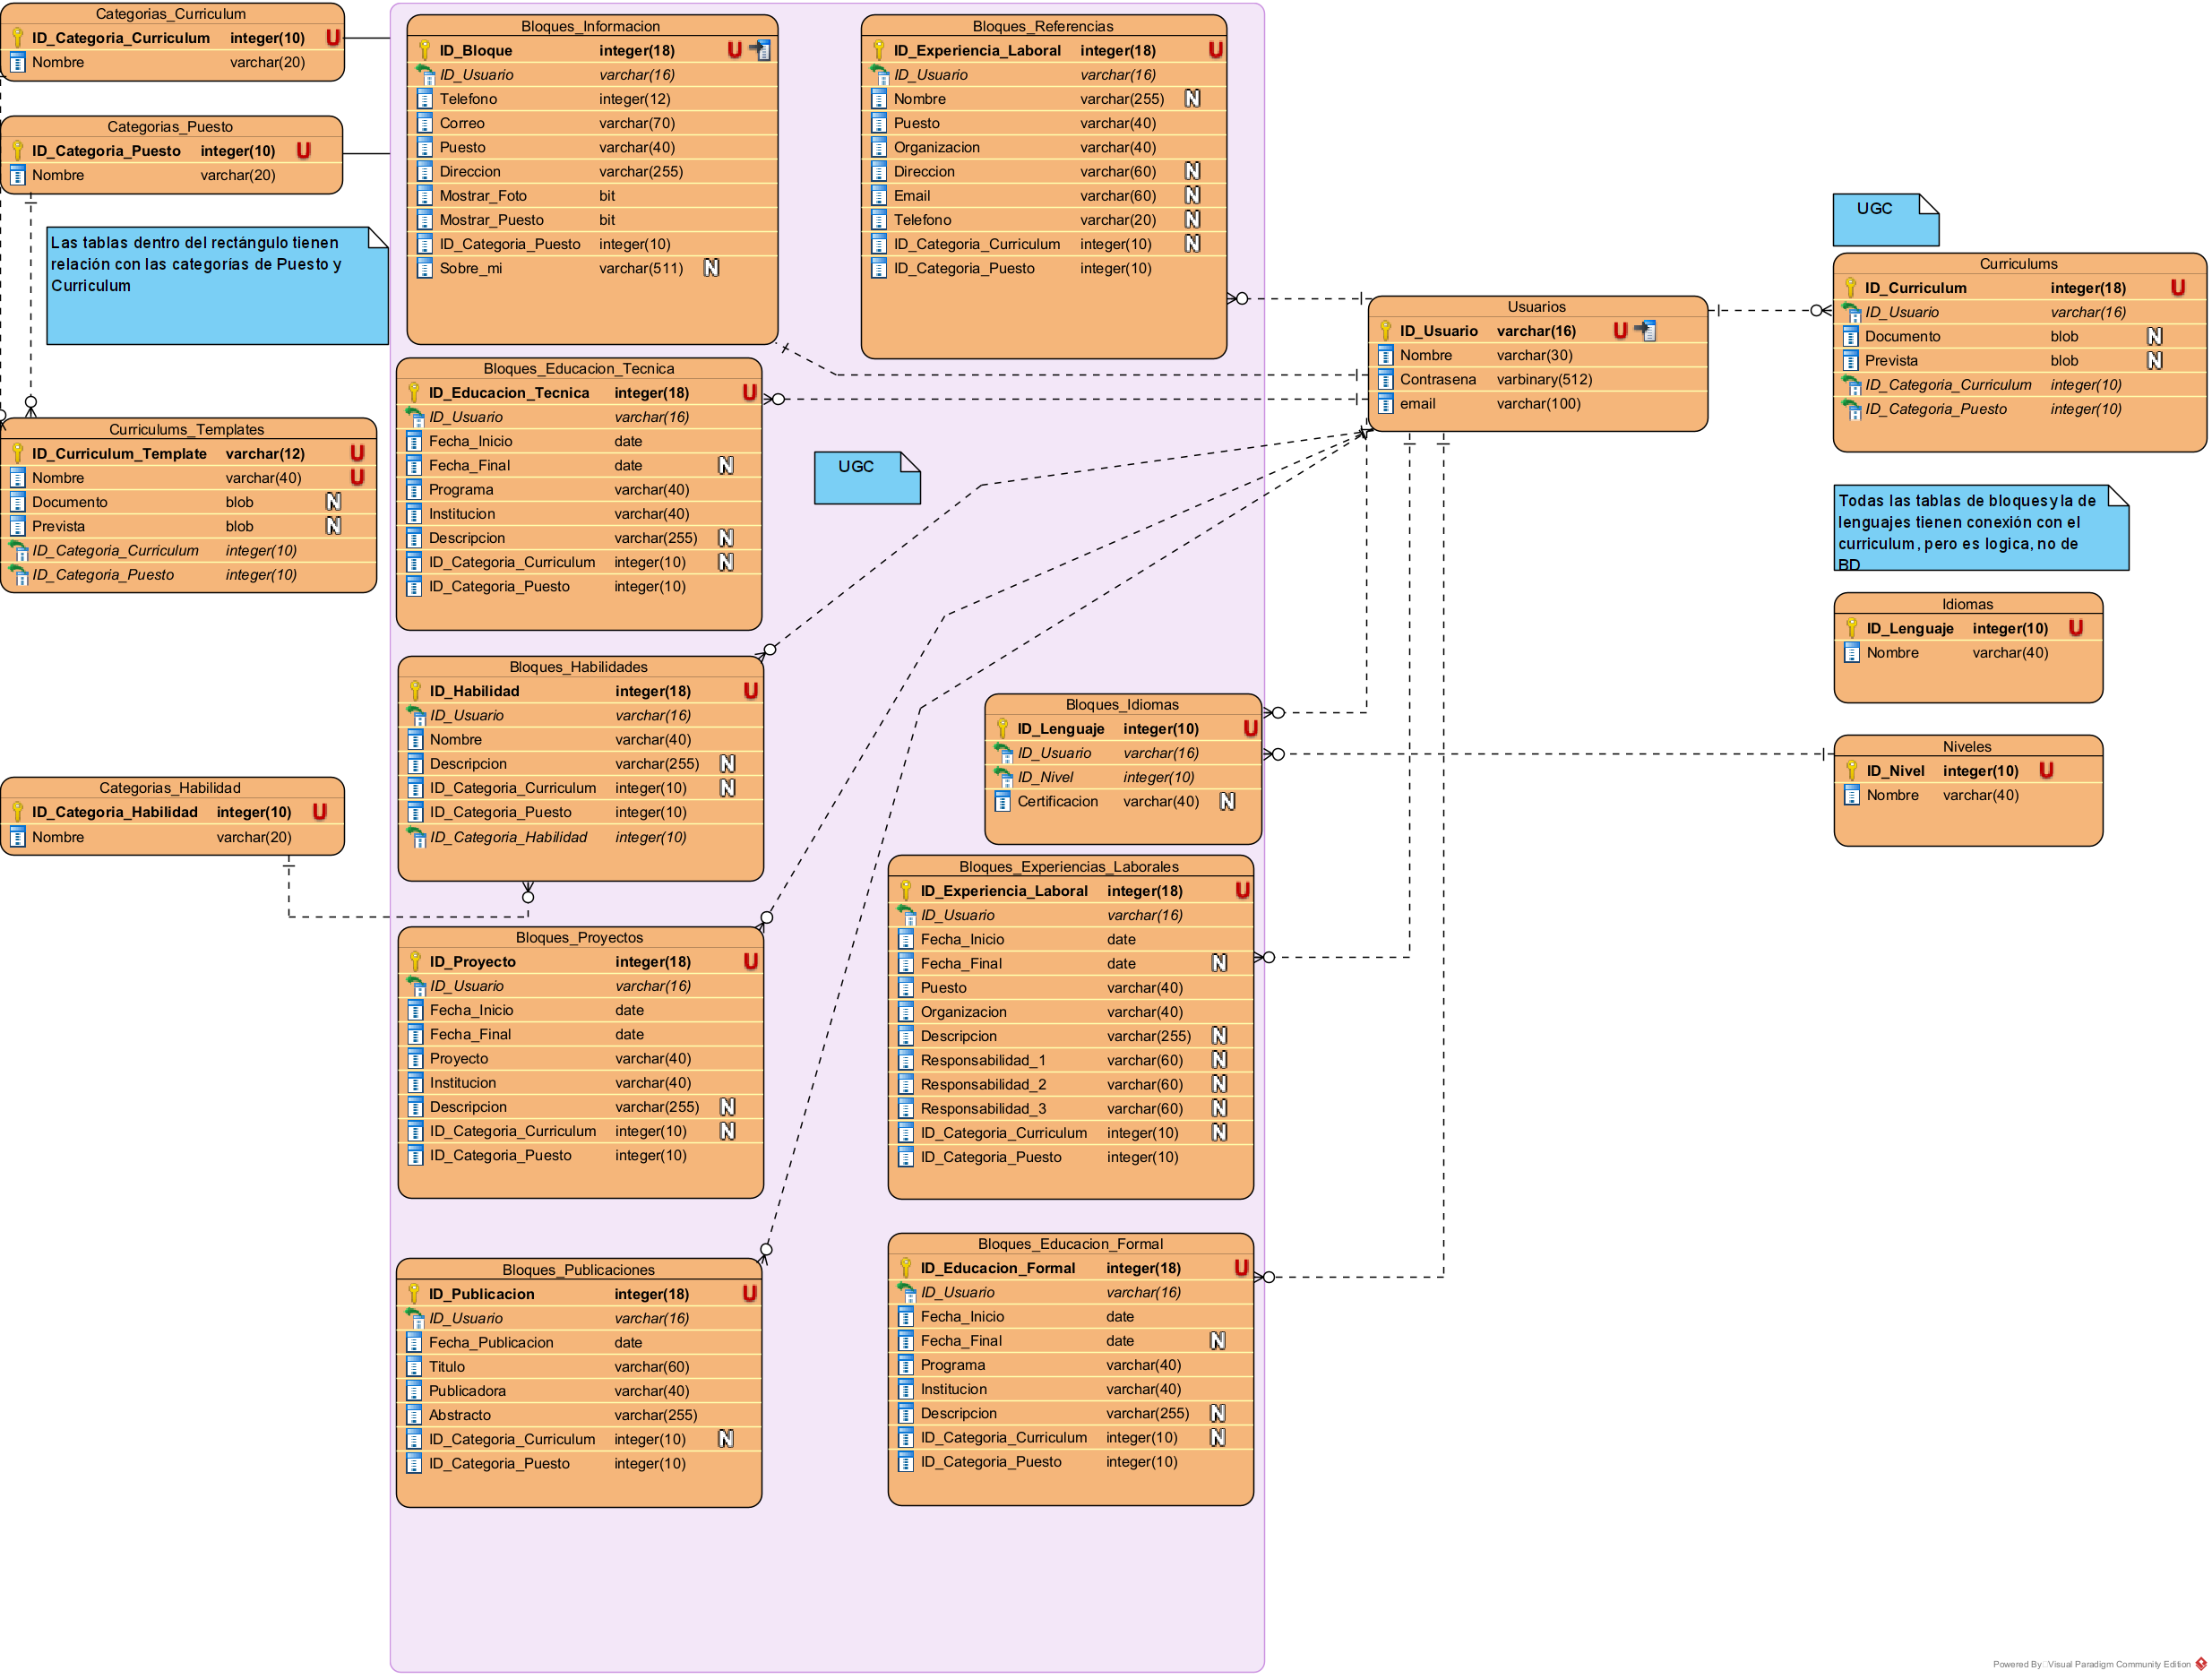 Categorias_Curriculum
ID_Categoria_Curriculum integer(10) U
Nombre varchar(20)
Categorias_Puesto
ID_Categoria_Puesto integer(10) U
Nombre varchar(20)
Las tablas dentro del rectángulo tienen
relación con las categorías de Puesto y
Curriculum
Curriculums_Templates
ID_Curriculum_Template varchar(12) U
Nombre varchar(40) U
Documento blob N
Prevista blob N
ID_Categoria_Curriculum integer(10)
ID_Categoria_Puesto integer(10)
Categorias_Habilidad
ID_Categoria_Habilidad integer(10) U
Nombre varchar(20)
Bloques_Informacion
ID_Bloque integer(18) U
ID_Usuario varchar(16)
Telefono integer(12)
Correo varchar(70)
Puesto varchar(40)
Direccion varchar(255)
Mostrar_Foto bit
Mostrar_Puesto bit
ID_Categoria_Puesto integer(10)
Sobre_mi varchar(511) N
Bloques_Educacion_Tecnica
ID_Educacion_Tecnica integer(18) U
ID_Usuario varchar(16)
Fecha_Inicio date
Fecha_Final date N
Programa varchar(40)
Institucion varchar(40)
Descripcion varchar(255) N
ID_Categoria_Curriculum integer(10) N
ID_Categoria_Puesto integer(10)
Bloques_Habilidades
ID_Habilidad integer(18) U
ID_Usuario varchar(16)
Nombre varchar(40)
Descripcion varchar(255) N
ID_Categoria_Curriculum integer(10) N
ID_Categoria_Puesto integer(10)
ID_Categoria_Habilidad integer(10)
Bloques_Proyectos
ID_Proyecto integer(18) U
ID_Usuario varchar(16)
Fecha_Inicio date
Fecha_Final date
Proyecto varchar(40)
Institucion varchar(40)
Descripcion varchar(255) N
ID_Categoria_Curriculum integer(10) N
ID_Categoria_Puesto integer(10)
Bloques_Publicaciones
ID_Publicacion integer(18) U
ID_Usuario varchar(16)
Fecha_Publicacion date
Titulo varchar(60)
Publicadora varchar(40)
Abstracto varchar(255)
ID_Categoria_Curriculum integer(10) N
ID_Categoria_Puesto integer(10)
Bloques_Referencias
ID_Experiencia_Laboral integer(18) U
ID_Usuario varchar(16)
Nombre varchar(255) N
Puesto varchar(40)
Organizacion varchar(40)
Direccion varchar(60) N
Email varchar(60) N
Telefono varchar(20) N
ID_Categoria_Curriculum integer(10) N
ID_Categoria_Puesto integer(10)
UGC
Bloques_Idiomas
ID_Lenguaje integer(10) U
ID_Usuario varchar(16)
ID_Nivel integer(10)
Certificacion varchar(40) N
Bloques_Experiencias_Laborales
ID_Experiencia_Laboral integer(18) U
ID_Usuario varchar(16)
Fecha_Inicio date
Fecha_Final date N
Puesto varchar(40)
Organizacion varchar(40)
Descripcion varchar(255) N
Responsabilidad_1 varchar(60) N
Responsabilidad_2 varchar(60) N
Responsabilidad_3 varchar(60) N
ID_Categoria_Curriculum integer(10) N
ID_Categoria_Puesto integer(10)
Bloques_Educacion_Formal
ID_Educacion_Formal integer(18) U
ID_Usuario varchar(16)
Fecha_Inicio date
Fecha_Final date N
Programa varchar(40)
Institucion varchar(40)
Descripcion varchar(255) N
ID_Categoria_Curriculum integer(10) N
ID_Categoria_Puesto integer(10)
Usuarios
ID_Usuario varchar(16) U
Nombre varchar(30)
Contrasena varbinary(512)
email varchar(100)
UGC
Curriculums
ID_Curriculum integer(18) U
ID_Usuario varchar(16)
Documento blob N
Prevista blob N
ID_Categoria_Curriculum integer(10)
ID_Categoria_Puesto integer(10)
Todas las tablas de bloques y la de
lenguajes tienen conexión con el
curriculum, pero es logica, no de
BD
Idiomas
ID_Lenguaje integer(10) U
Nombre varchar(40)
Niveles
ID_Nivel integer(10) U
Nombre varchar(40)
Powered By Visual Paradigm Community Edition